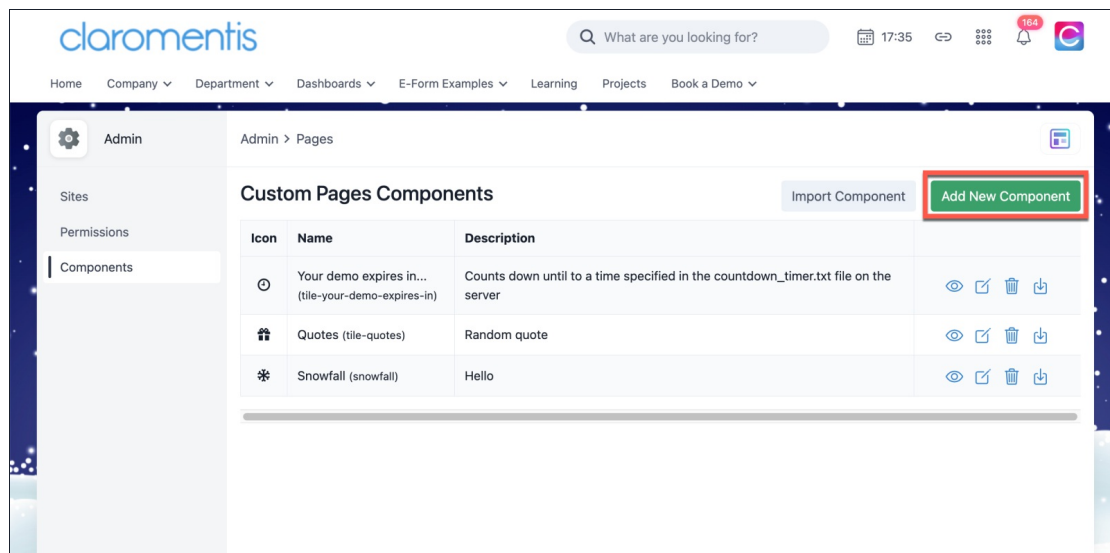 claromentis
What are you looking for?
17:35
164
Home Company Department Dashboards E-Form Examples Learning Projects Book a Demo
Admin
Admin > Pages
Sites
Permissions
Components
Custom Pages Components
Import Component
Add New Component
Icon Name Description
Your demo expires in...
(tile-your-demo-expires-in)
Counts down until to a time specified in the countdown_timer.txt file on the
server
Quotes (tile-quotes) Random quote
Snowfall (snowfall) Hello